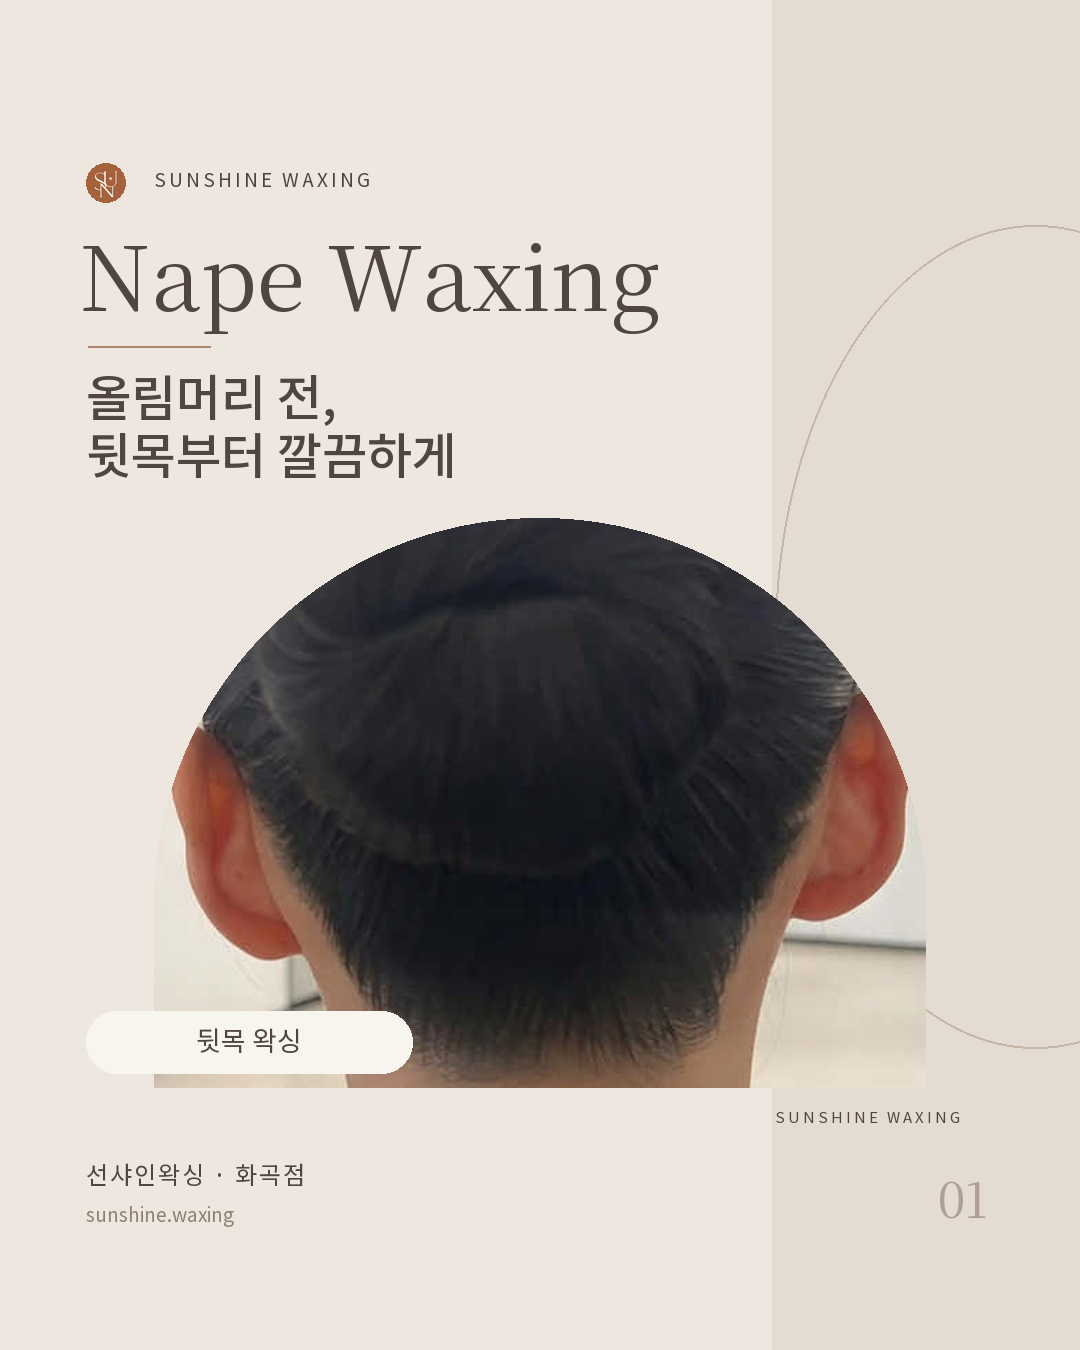 SUN
SUNSHINE WAXING
Nape Waxing
올림머리 전,
뒷목부터 깔끔하게
뒷목 왁싱
SUNSHINE WAXING
선샤인왁싱 · 화곡점
sunshine.waxing
01